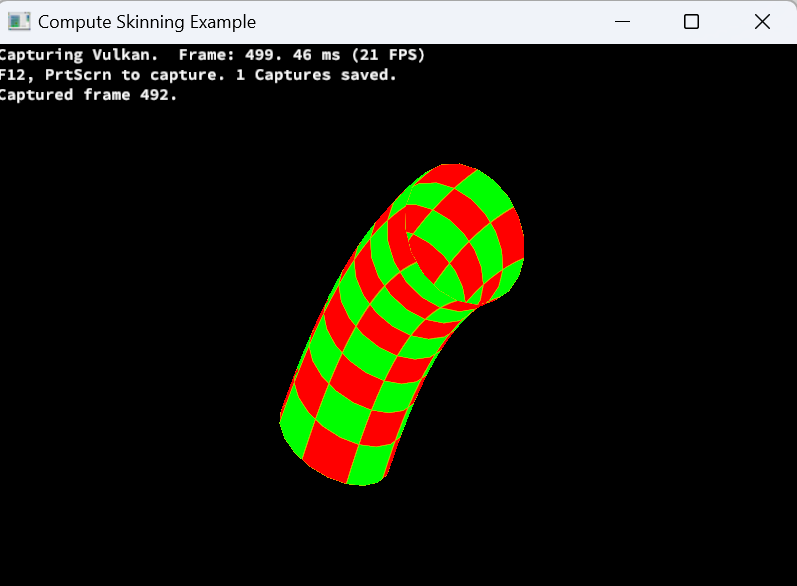 Compute Skinning Example
Capturing Vulkan.  Frame: 499. 46 ms (21 FPS)
F12, PrtScrn to capture. 1 Captures saved.
Captured frame 492.